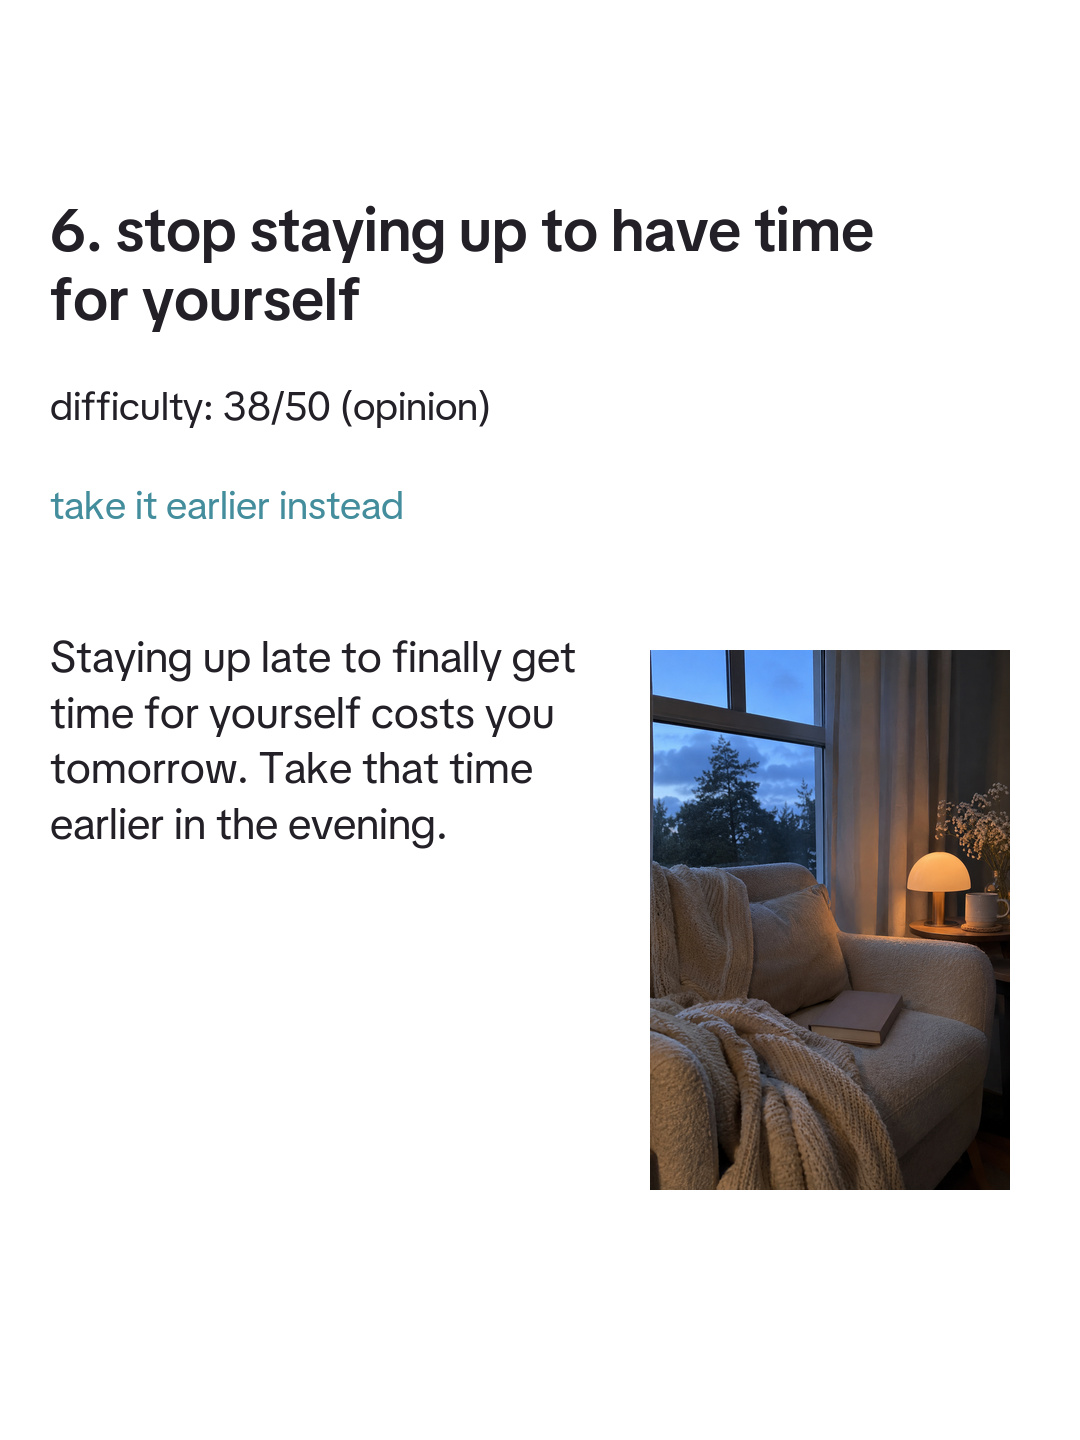 6. stop staying up to have time
for yourself
difficulty: 38/50 (opinion)
take it earlier instead
Staying up late to finally get
time for yourself costs you
tomorrow. Take that time
earlier in the evening.